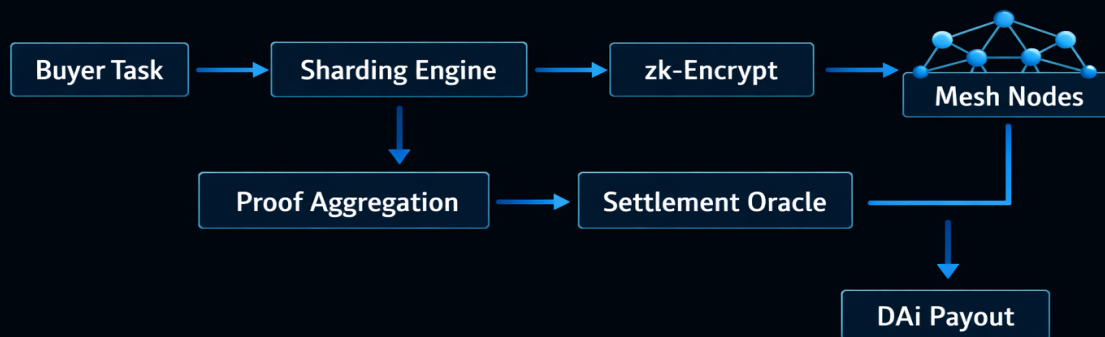 Buyer Task
Sharding Engine
zk-Encrypt
Mesh Nodes
Proof Aggregation
Settlement Oracle
DAi Payout